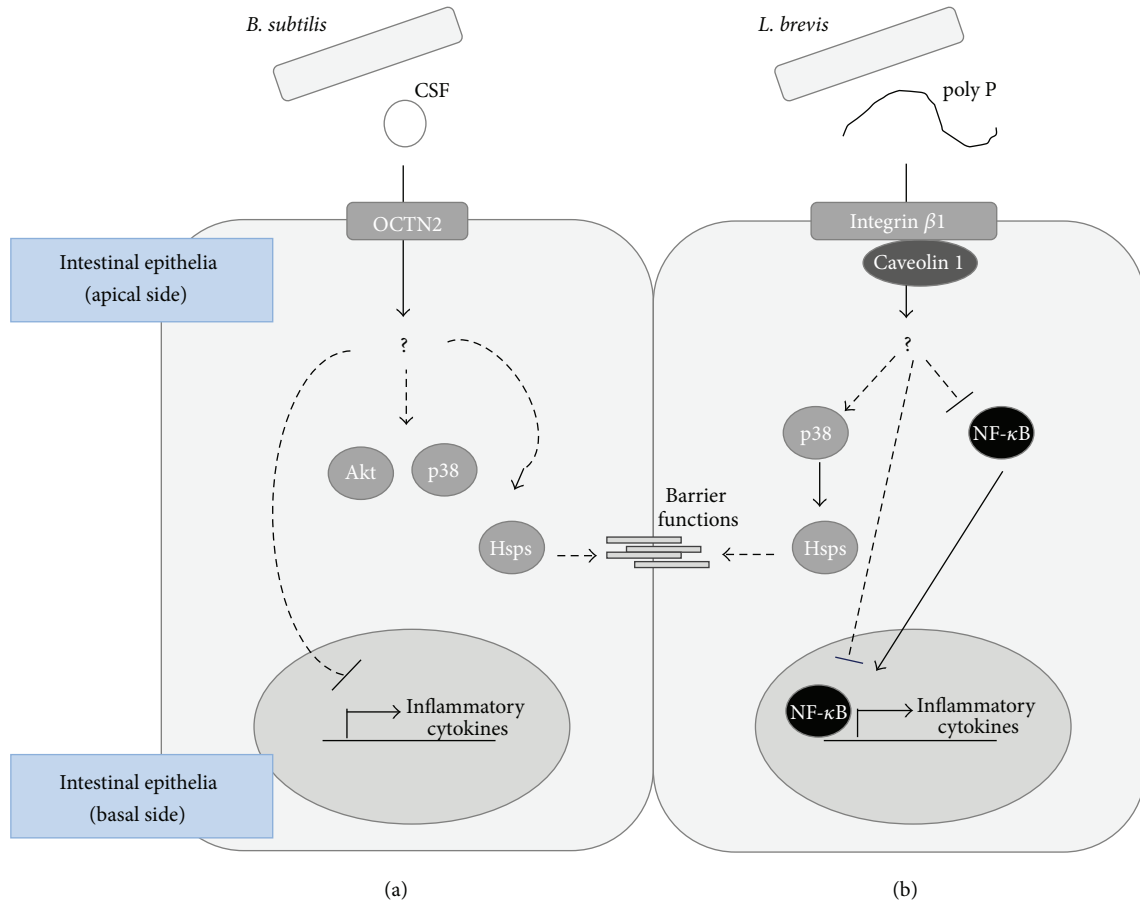 B. subtilis
CSF
OCTN2
Intestinal epithelia
(apical side)
?
Akt
p38
Hsps
Barrier
functions
Inflammatory
cytokines
Intestinal epithelia
(basal side)
(a)
L. brevis
poly P
Integrin β1
Caveolin 1
?
p38
NF-κB
Hsps
NF-κB
Inflammatory
cytokines
(b)